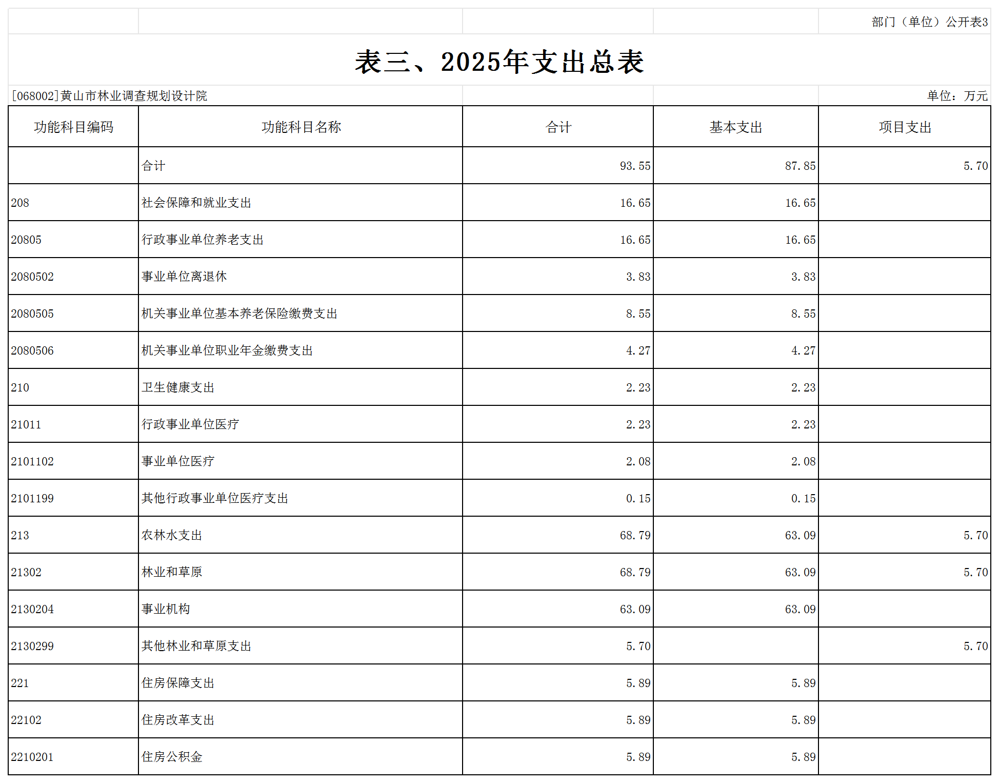 部门（单位）公开表3
表三、2025年支出总表
[068002]黄山市林业调查规划设计院 单位：万元
功能科目编码 功能科目名称 合计 基本支出 项目支出
合计 93.55 87.85 5.70
208 社会保障和就业支出 16.65 16.65
20805 行政事业单位养老支出 16.65 16.65
2080502 事业单位离退休 3.83 3.83
2080505 机关事业单位基本养老保险缴费支出 8.55 8.55
2080506 机关事业单位职业年金缴费支出 4.27 4.27
210 卫生健康支出 2.23 2.23
21011 行政事业单位医疗 2.23 2.23
2101102 事业单位医疗 2.08 2.08
2101199 其他行政事业单位医疗支出 0.15 0.15
213 农林水支出 68.79 63.09 5.70
21302 林业和草原 68.79 63.09 5.70
2130204 事业机构 63.09 63.09
2130299 其他林业和草原支出 5.70 5.70
221 住房保障支出 5.89 5.89
22102 住房改革支出 5.89 5.89
2210201 住房公积金 5.89 5.89